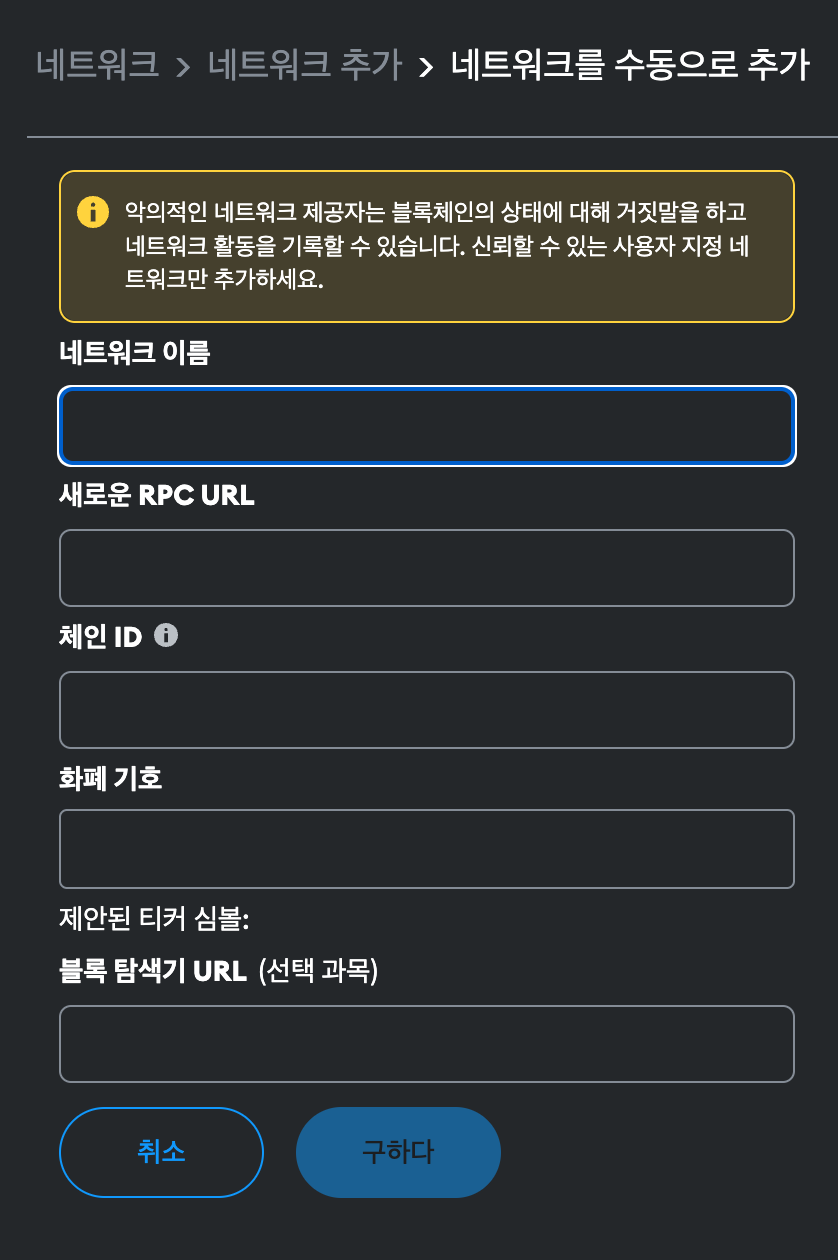 네트워크 > 네트워크 추가 > 네트워크를 수동으로 추가
악의적인 네트워크 제공자는 블록체인의 상태에 대해 거짓말을 하고
네트워크 활동을 기록할 수 있습니다. 신뢰할 수 있는 사용자 지정 네
트워크만 추가하세요.
네트워크 이름
새로운 RPC URL
체인 ID
화폐 기호
제안된 티커 심볼:
블록 탐색기 URL (선택 과목)
취소 구하다